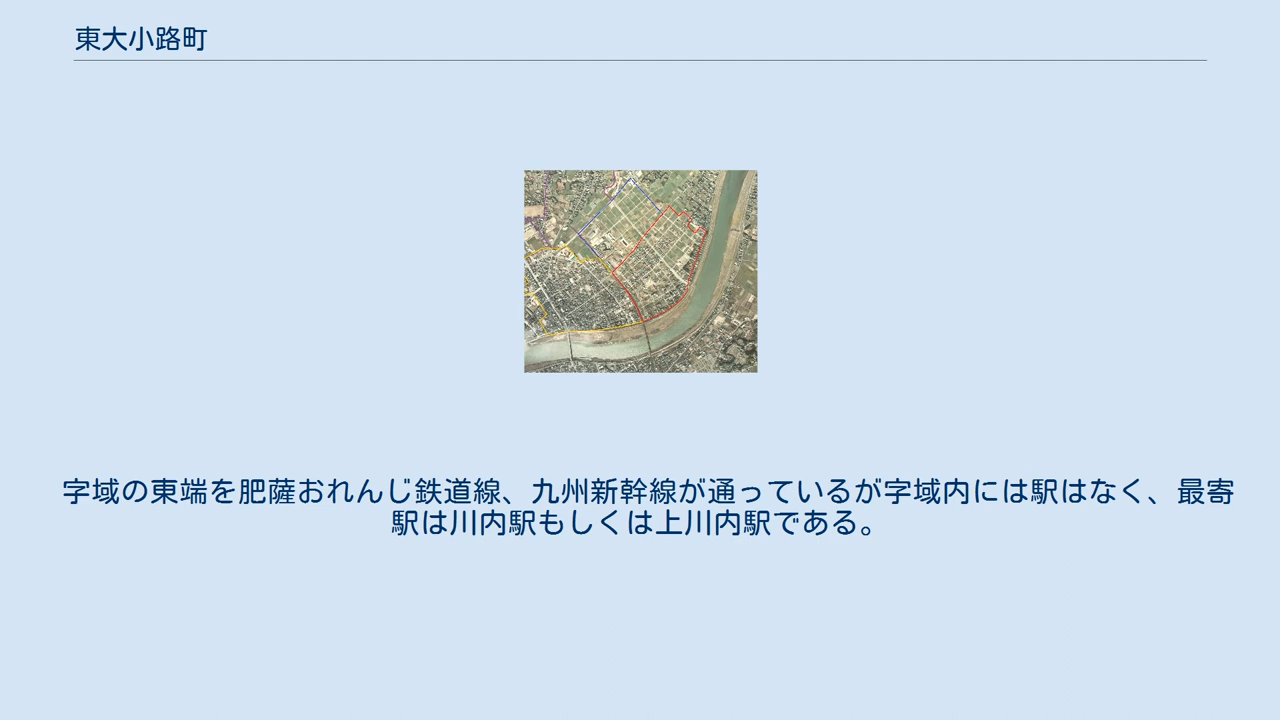 東大小路町
字域の東端を肥薩おれんじ鉄道線、九州新幹線が通っているが字域内には駅はなく、最寄
駅は川内駅もしくは上川内駅である。